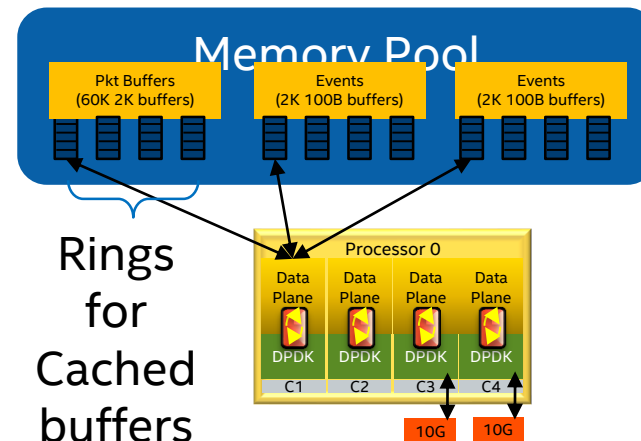 Memory Pool
Pkt Buffers
(60K 2K buffers)
Events
(2K 100B buffers)
Events
(2K 100B buffers)
Rings
for
Cached
buffers
Processor 0
Data
Plane
Data
Plane
Data
Plane
Data
Plane
DPDK
DPDK
DPDK
DPDK
C1
C2
C3
C4
10G
10G